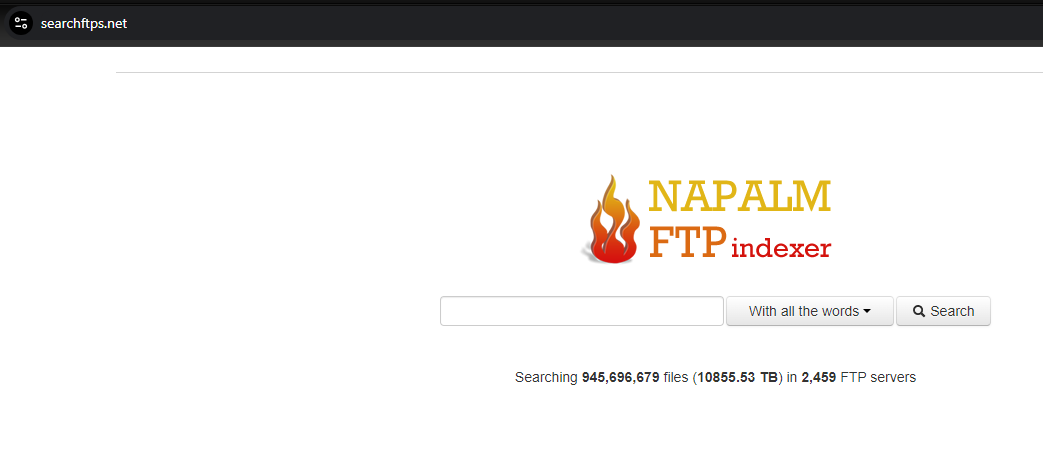 searchftps.net
NAPALM
FTP indexer
With all the words
Search
Searching 945,696,679 files (10855.53 TB) in 2,459 FTP servers